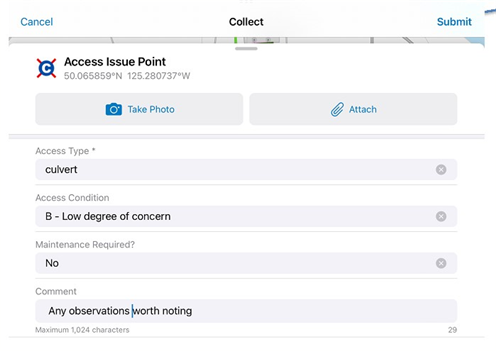 Cancel Collect Submit
Access Issue Point
50.065859°N 125.280737°W
Take Photo Attach
Access Type *
culvert
Access Condition
B - Low degree of concern
Maintenance Required?
No
Comment
Any observations worth noting
Maximum 1,024 characters 29